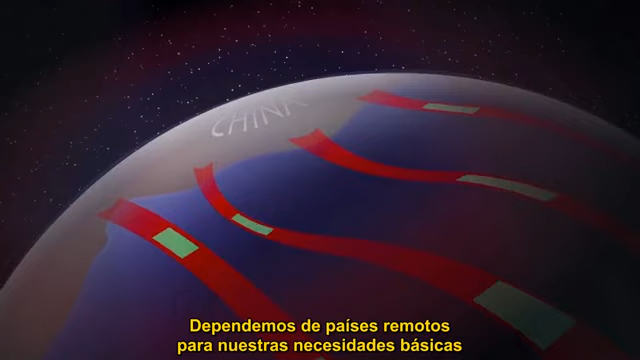 CHINA
Dependemos de países remotos
para nuestras necesidades básicas